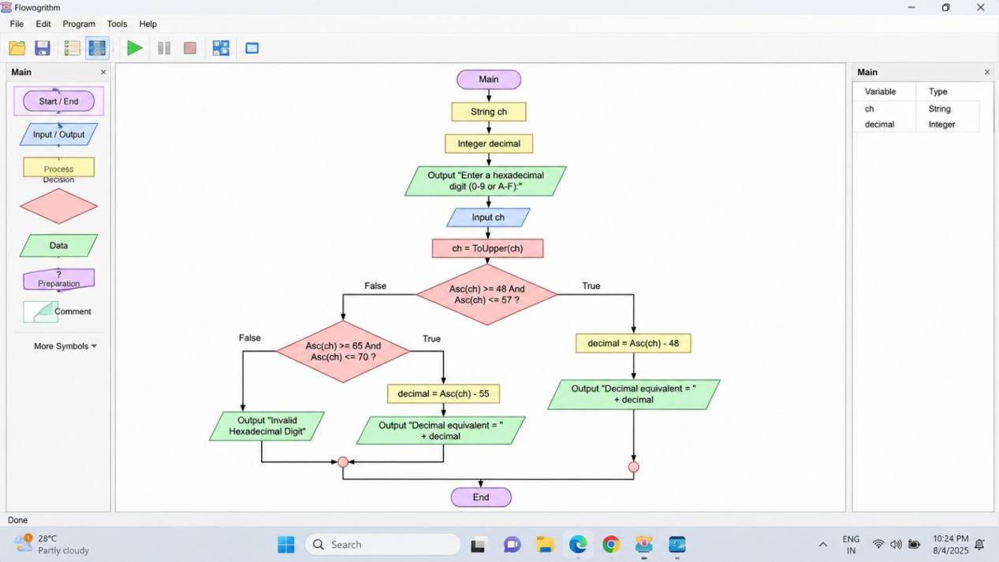 Flowogrithm
File Edit Program Tools Help
Main ×
Start / End
Input / Output
Process
Decision
Data
?
Preparation
Comment
More Symbols
Main
String ch
Integer decimal
Output "Enter a hexadecimal
digit (0-9 or A-F):"
Input ch
ch = ToUpper(ch)
False
Asc(ch) >= 48 And
Asc(ch) <= 57 ?
True
False
Asc(ch) >= 65 And
Asc(ch) <= 70 ?
True
decimal = Asc(ch) - 48
decimal = Asc(ch) - 55
Output "Decimal equivalent = "
+ decimal
Output "Invalid
Hexadecimal Digit"
Output "Decimal equivalent = "
+ decimal
End
Main ×
Variable Type
ch String
decimal Integer
Done
28°C
Partly cloudy
Search
ENG
IN
10:24 PM
8/4/2025